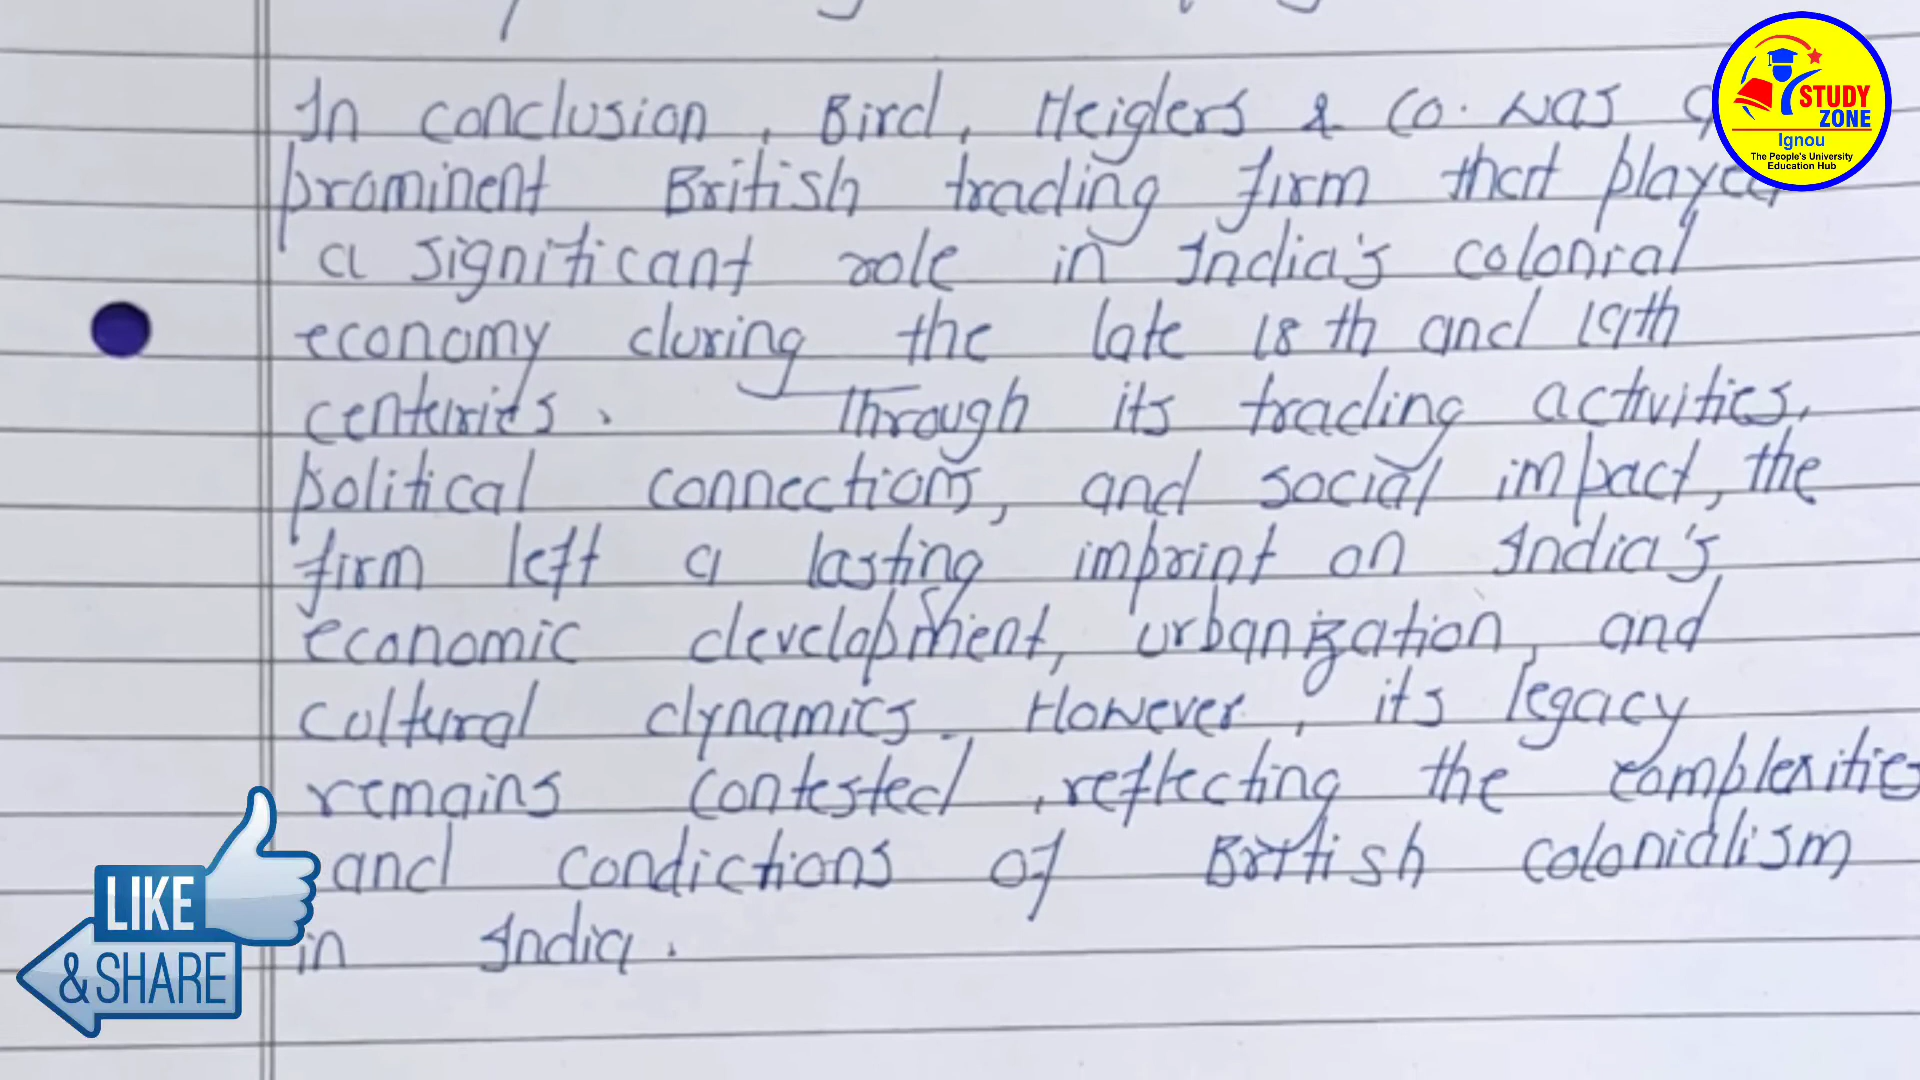 In conclusion, Bird, Heiglers & Co. was a
STUDY
ZONE
Ignou
The People's University
Education Hub
prominent British trading firm that played
a significant role in India's colonial
economy during the late 18th and 19th
centuries. Through its trading activities,
political connections, and social impact, the
firm left a lasting imprint on India's
economic development, urbanization, and
cultural dynamics. However, its legacy
remains contested, reflecting the complexities
and condictions of British colonialism
in India.
LIKE
& SHARE